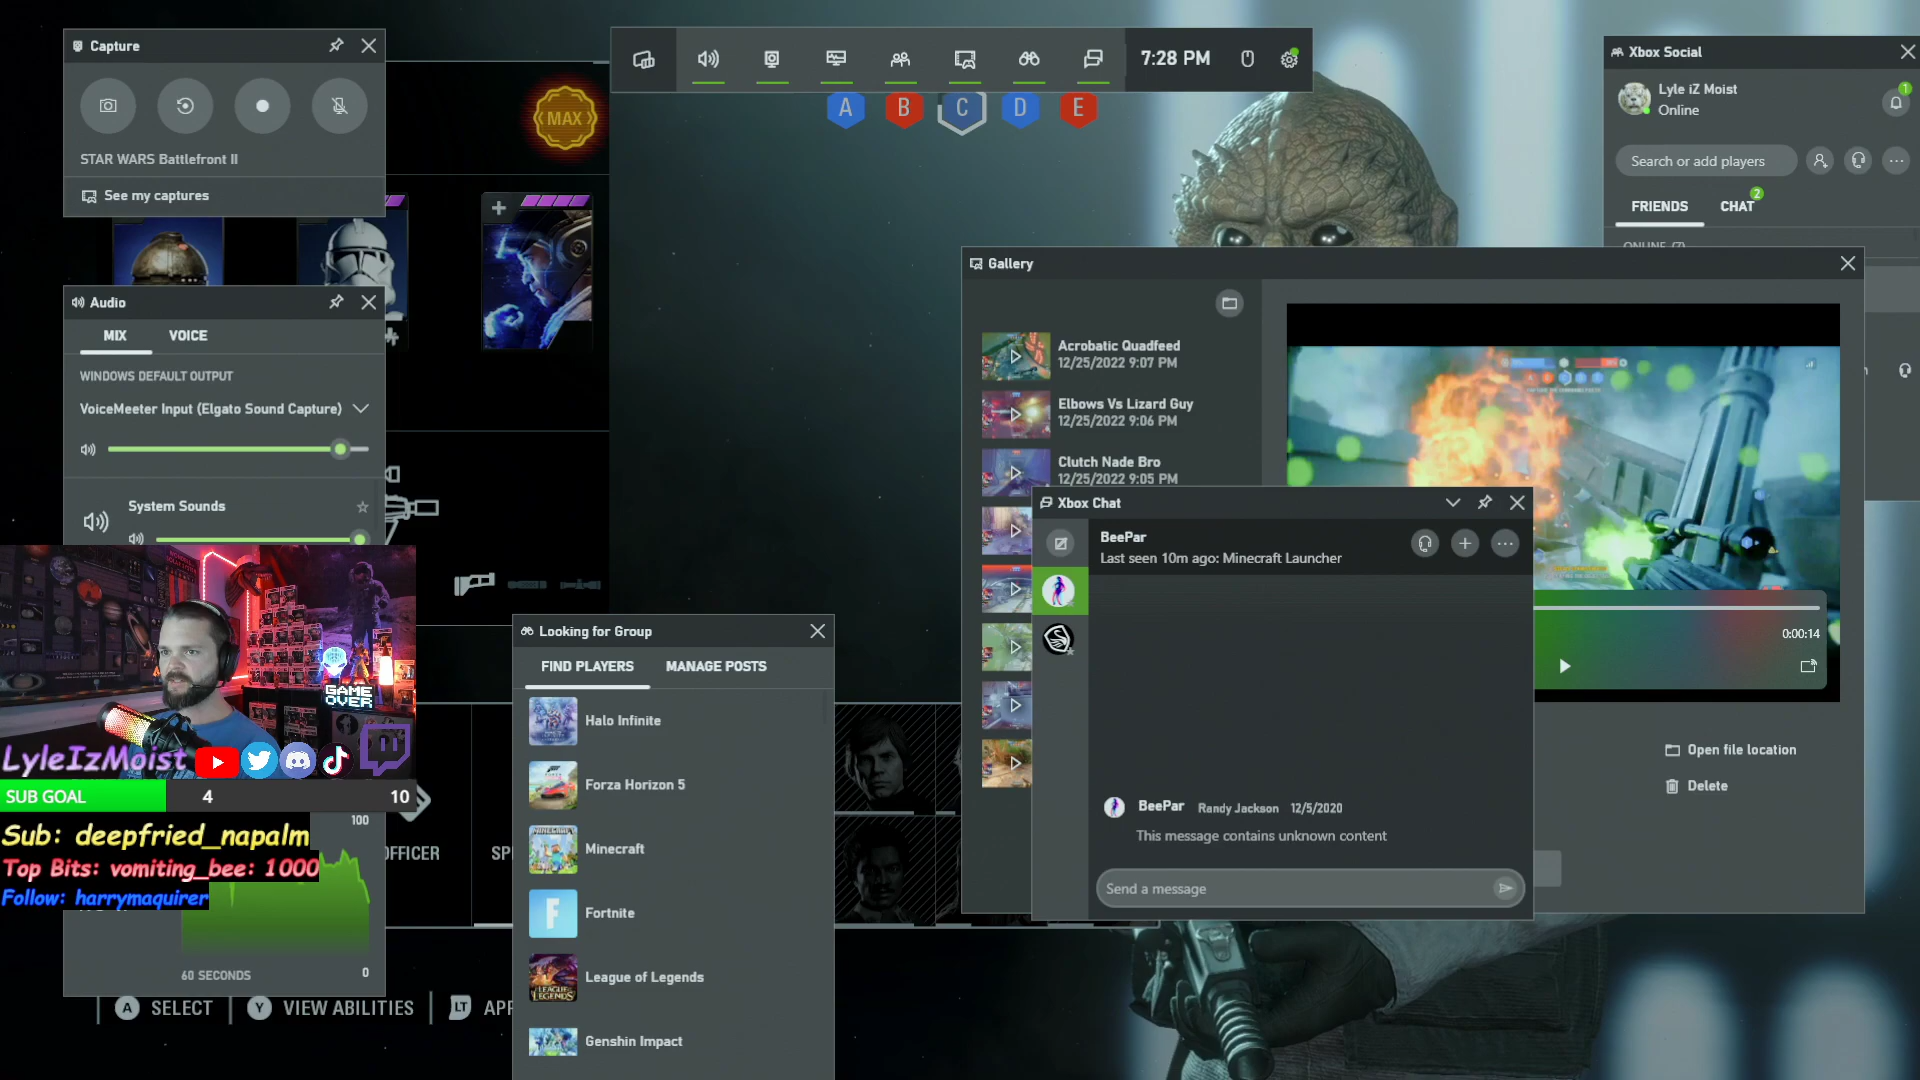 Capture
STAR WARS Battlefront II
See my captures
MAX
7:28 PM
A B C D E
Xbox Social
Lyle iZ Moist
Online
1
Search or add players
FRIENDS
CHAT
2
Audio
MIX
VOICE
WINDOWS DEFAULT OUTPUT
VoiceMeeter Input (Elgato Sound Capture)
System Sounds
Gallery
Acrobatic Quadfeed
12/25/2022 9:07 PM
Elbows Vs Lizard Guy
12/25/2022 9:06 PM
Clutch Nade Bro
12/25/2022 9:05 PM
0:00:14
Open file location
Delete
Xbox Chat
BeePar
Last seen 10m ago: Minecraft Launcher
BeePar Randy Jackson 12/5/2020
This message contains unknown content
Send a message
Looking for Group
FIND PLAYERS
MANAGE POSTS
Halo Infinite
Forza Horizon 5
Minecraft
Fortnite
League of Legends
Genshin Impact
GAME
OVER
LyleIzMoist
SUB GOAL
4
10
Sub: deepfried_napalm
Top Bits: vomiting_bee: 1000
Follow: harrymaquirer
100
60 SECONDS
0
OFFICER
SP
A SELECT
Y VIEW ABILITIES
LT APP